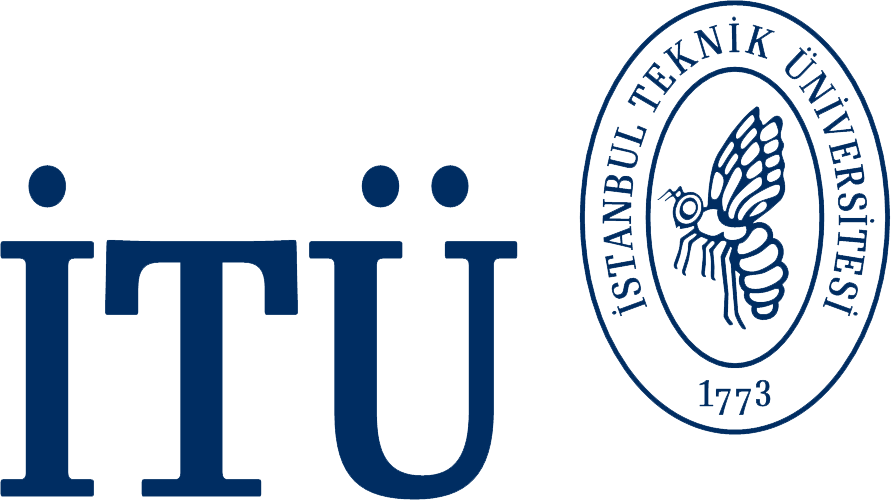 İTÜ
İSTANBUL TEKNİK ÜNİVERSİTESİ
1773